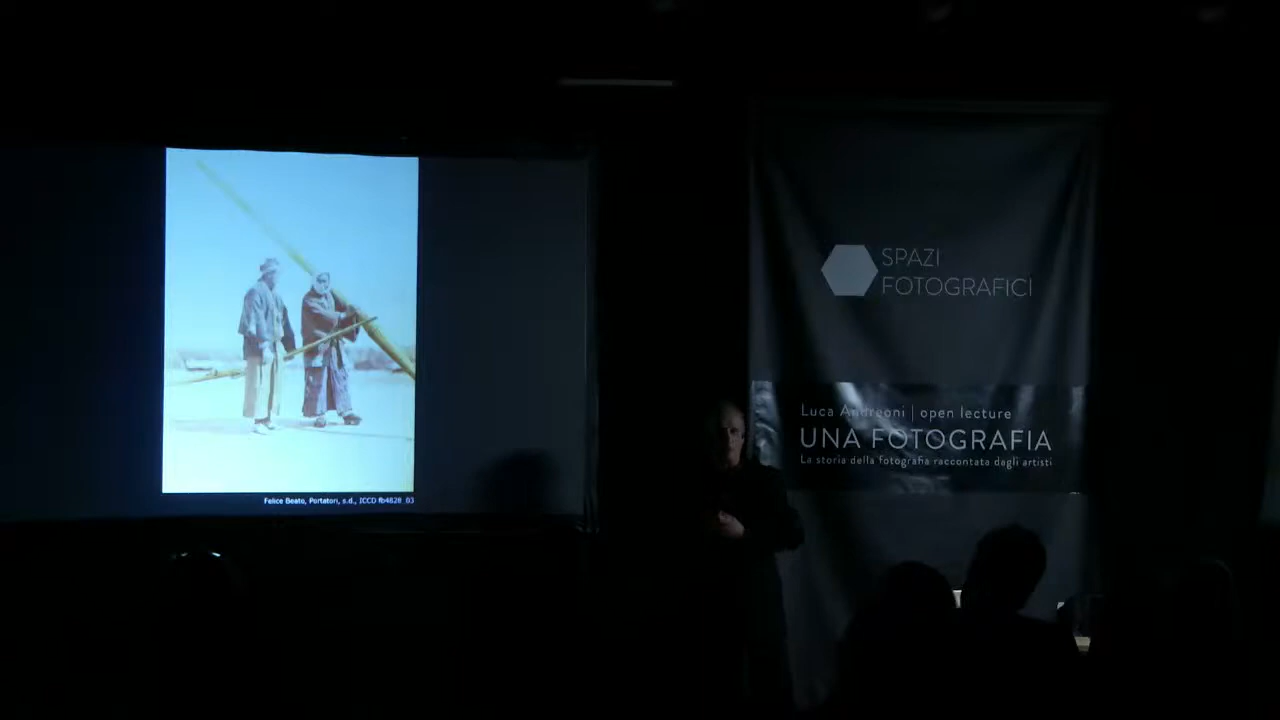 SPAZI
FOTOGRAFICI
Luca Andreoni | open lecture
UNA FOTOGRAFIA
La storia della fotografia raccontata dagli artisti
Felice Beato, Portatori, s.d., ICCD fb4828_03